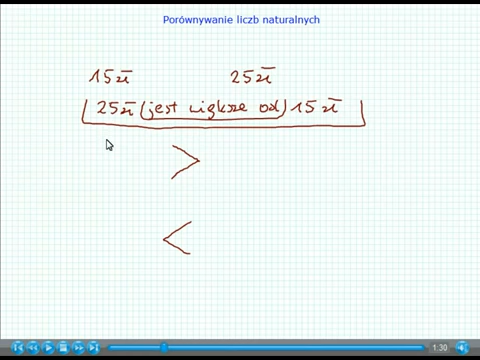 Porównywanie liczb naturalnych
15 zł 25 zł
25 zł (jest większe od) 15 zł
>
<
1:30